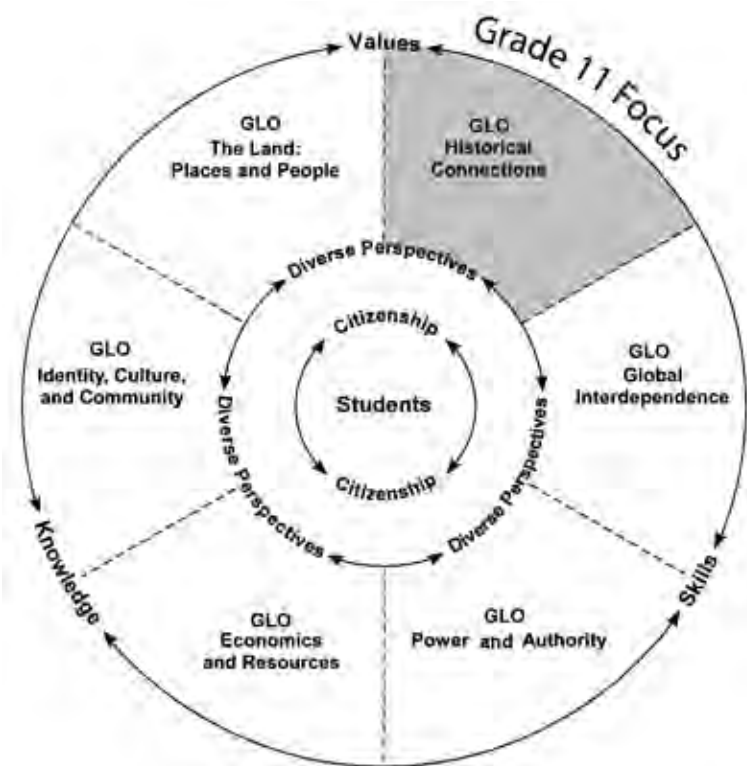 Grade 11 Focus
Values
GLO
The Land:
Places and People
GLO
Historical
Connections
Diverse Perspectives
Citizenship
GLO
Identity, Culture,
and Community
Students
GLO
Global
Interdependence
Diverse Perspectives
Diverse Perspectives
Citizenship
Knowledge
Skills
GLO
Economics
and Resources
GLO
Power and Authority